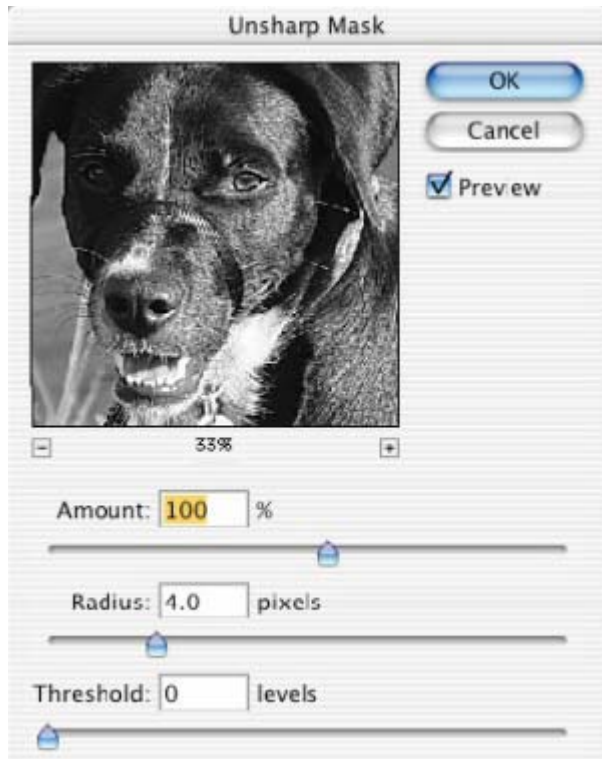 Unsharp Mask
OK
Cancel
Preview
33%
Amount: 100 %
Radius: 4.0 pixels
Threshold: 0 levels